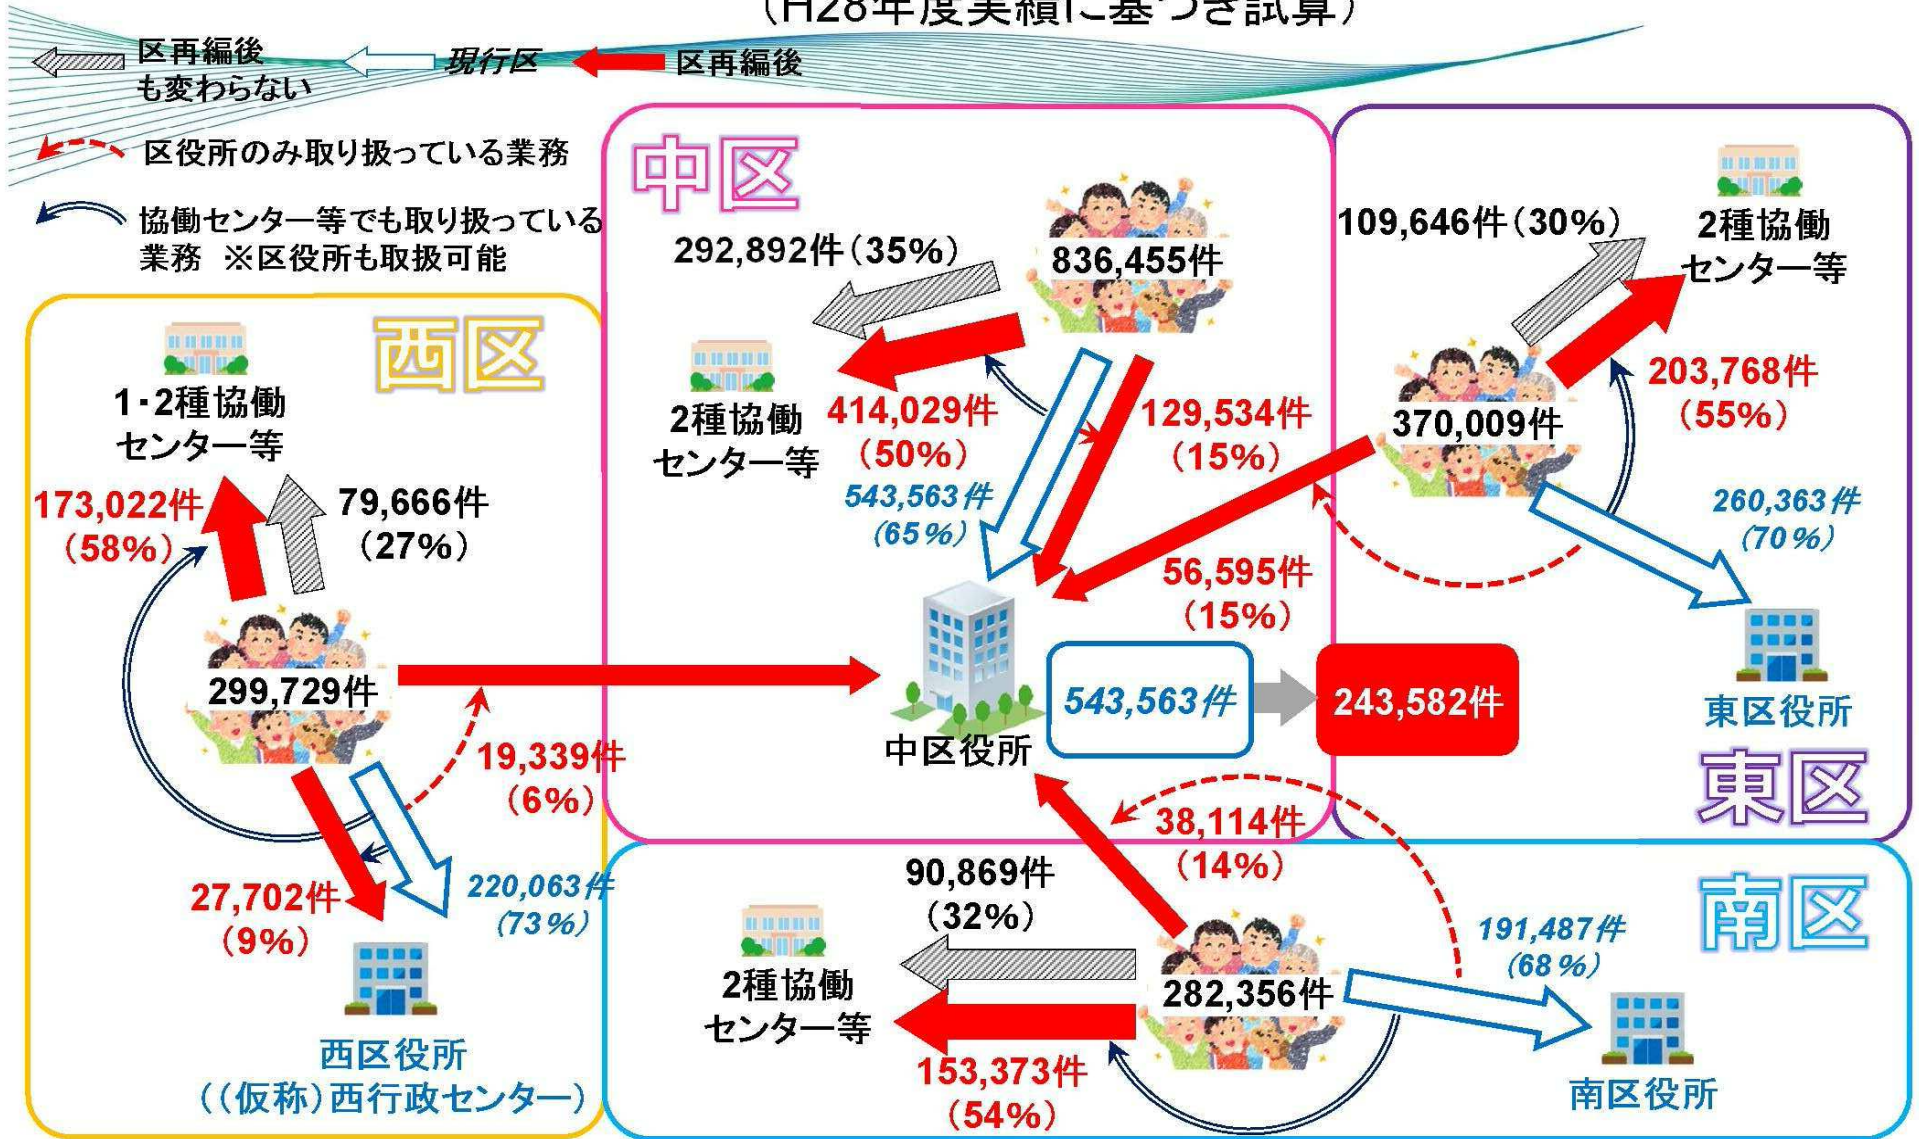 （H28年度実績に基づき試算）
区再編後
も変わらない
現行区
区再編後
区役所のみ取り扱っている業務
協働センター等でも取り扱っている
業務　※区役所も取扱可能
中区
292,892件（35%）
836,455件
2種協働
センター等
414,029件
（50%）
543,563件
（65%）
129,534件
（15%）
56,595件
（15%）
中区役所
543,563件
243,582件
109,646件（30%）
2種協働
センター等
203,768件
（55%）
370,009件
260,363件
（70%）
東区役所
東区
西区
1・2種協働
センター等
173,022件
（58%）
79,666件
（27%）
299,729件
19,339件
（6%）
27,702件
（9%）
220,063件
（73%）
西区役所
（（仮称）西行政センター）
南区
38,114件
（14%）
90,869件
（32%）
2種協働
センター等
153,373件
（54%）
282,356件
191,487件
（68%）
南区役所